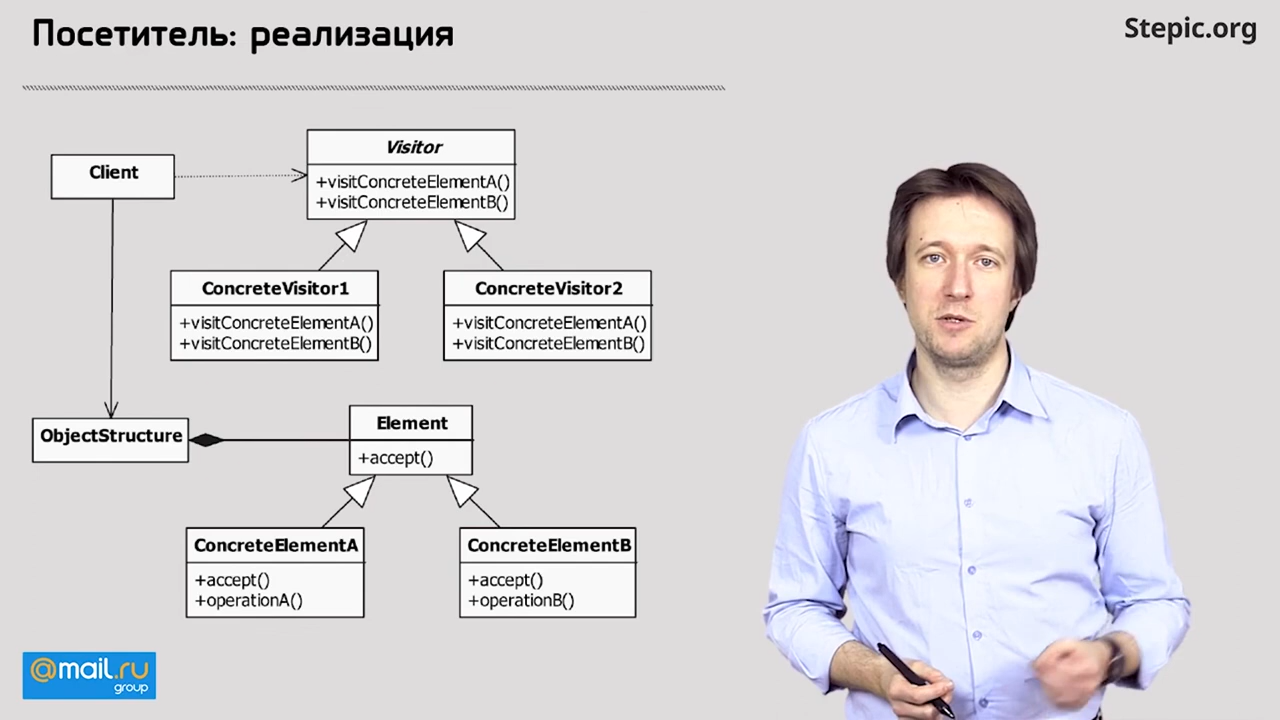 Посетитель: реализация
Stepic.org
Client
Visitor
+visitConcreteElementA()
+visitConcreteElementB()
ConcreteVisitor1
+visitConcreteElementA()
+visitConcreteElementB()
ConcreteVisitor2
+visitConcreteElementA()
+visitConcreteElementB()
ObjectStructure
Element
+accept()
ConcreteElementA
+accept()
+operationA()
ConcreteElementB
+accept()
+operationB()
@mail.ru
group